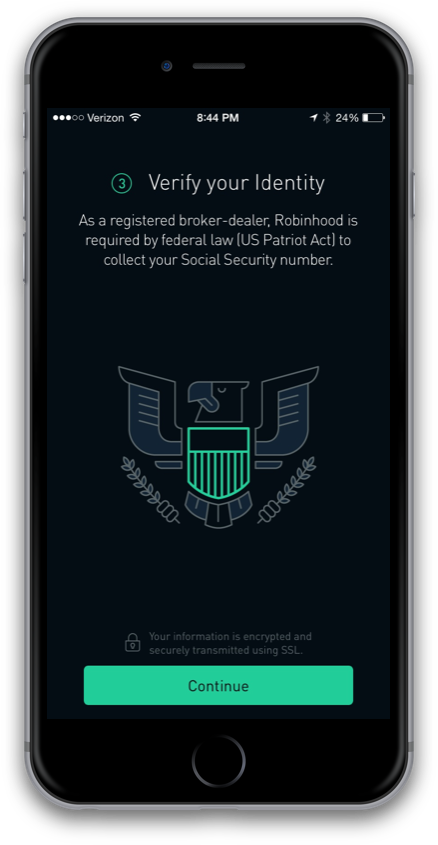 ●●●○○ Verizon 8:44 PM 24%
3 Verify your Identity
As a registered broker-dealer, Robinhood is
required by federal law (US Patriot Act) to
collect your Social Security number.
Your information is encrypted and
securely transmitted using SSL.
Continue